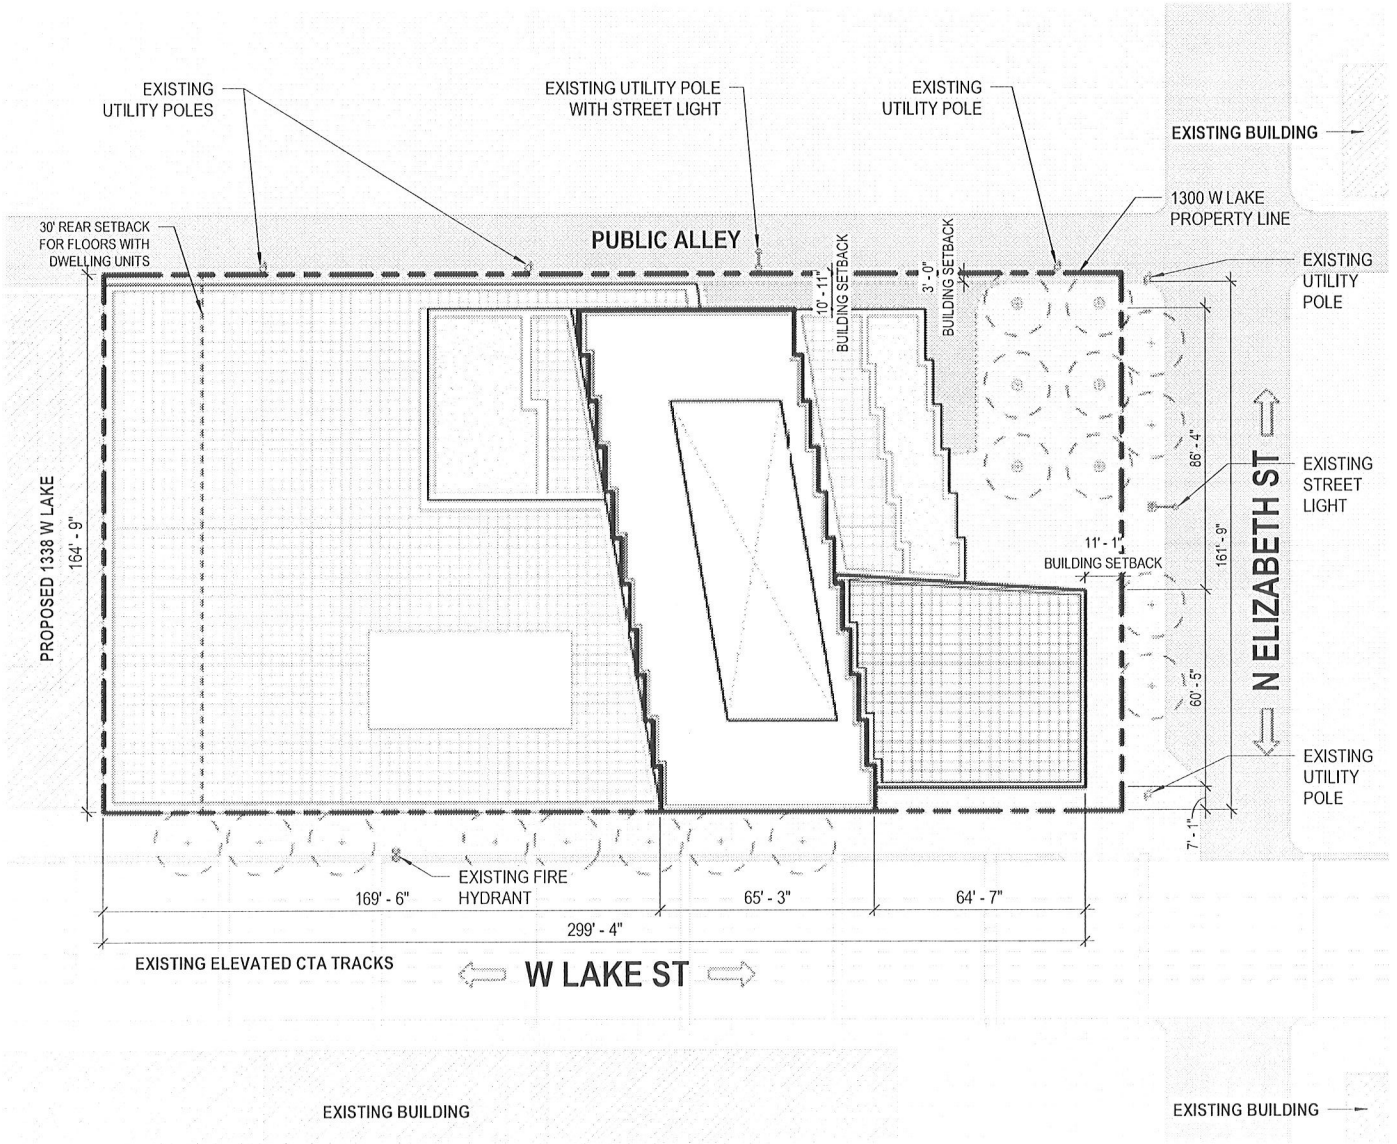 EXISTING
UTILITY POLES
EXISTING UTILITY POLE
WITH STREET LIGHT
EXISTING
UTILITY POLE
EXISTING BUILDING
1300 W LAKE
PROPERTY LINE
30' REAR SETBACK
FOR FLOORS WITH
DWELLING UNITS
PUBLIC ALLEY
10' - 11"
BUILDING SETBACK
3' - 0"
BUILDING SETBACK
EXISTING
UTILITY
POLE
86' - 4"
EXISTING
STREET
LIGHT
N ELIZABETH ST
161' - 9"
11' - 1"
BUILDING SETBACK
PROPOSED 1338 W LAKE
164' - 9"
60' - 5"
EXISTING
UTILITY
POLE
7' - 1"
EXISTING FIRE
HYDRANT
169' - 6"
65' - 3"
64' - 7"
299' - 4"
EXISTING ELEVATED CTA TRACKS
W LAKE ST
EXISTING BUILDING
EXISTING BUILDING